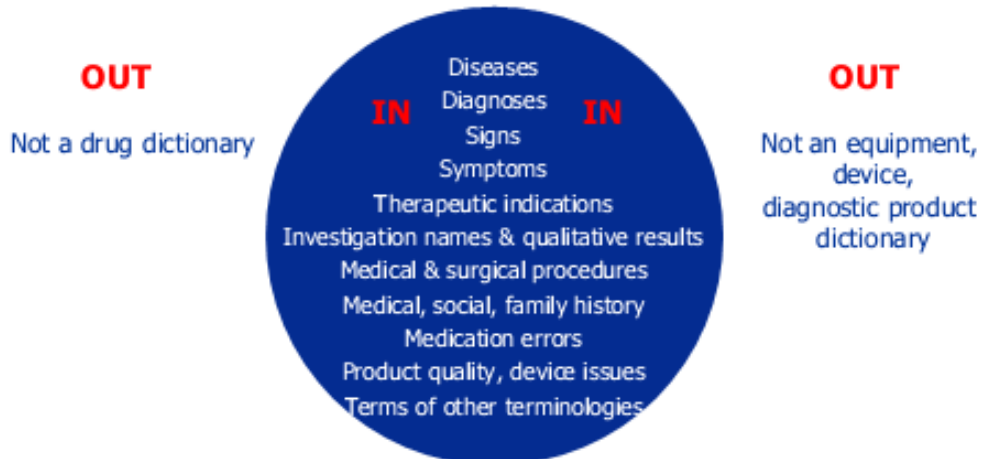 OUT
Not a drug dictionary
IN
IN
Diseases
Diagnoses
Signs
Symptoms
Therapeutic indications
Investigation names & qualitative results
Medical & surgical procedures
Medical, social, family history
Medication errors
Product quality, device issues
Terms of other terminologies
OUT
Not an equipment,
device,
diagnostic product
dictionary